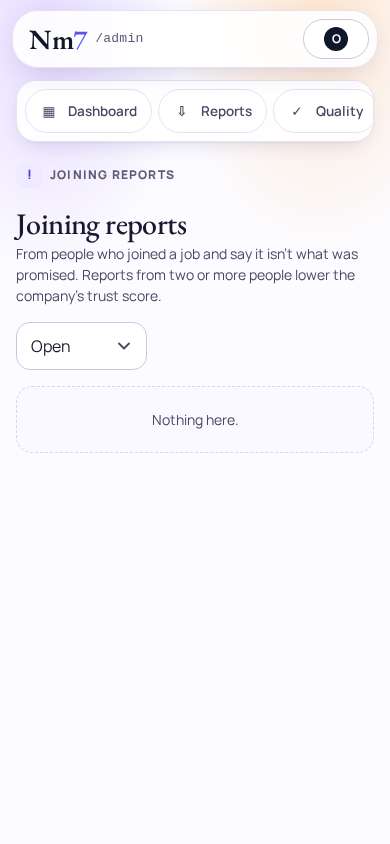 Nm7 /admin
O
▦ Dashboard ⇩ Reports ✓ Quality
! JOINING REPORTS
Joining reports
From people who joined a job and say it isn't what was
promised. Reports from two or more people lower the
company's trust score.
Open
Nothing here.